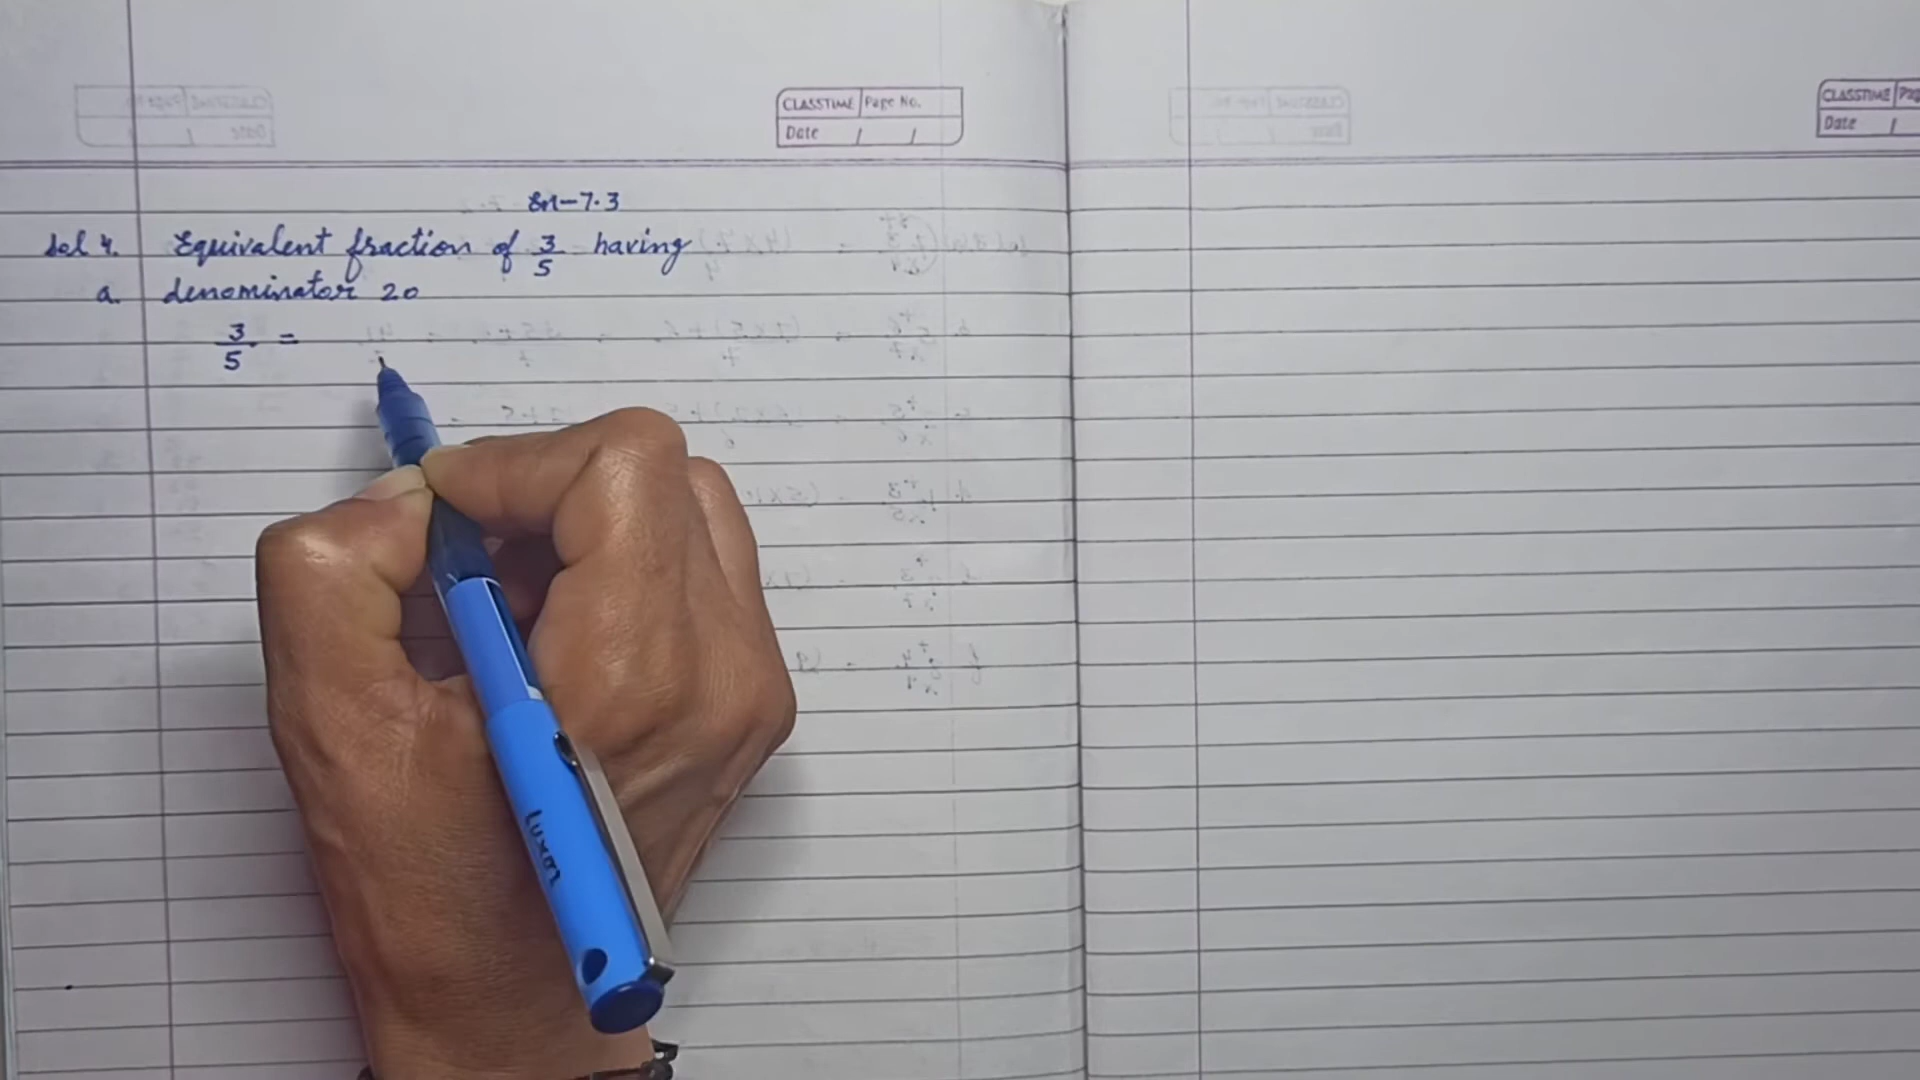 CLASSTIME Page No.
Date / /
CLASSTIME Pag
Date /
Ex-7.3
Sol 4. Equivalent fraction of 3/5 having
a. denominator 20
3/5 =
Luxor